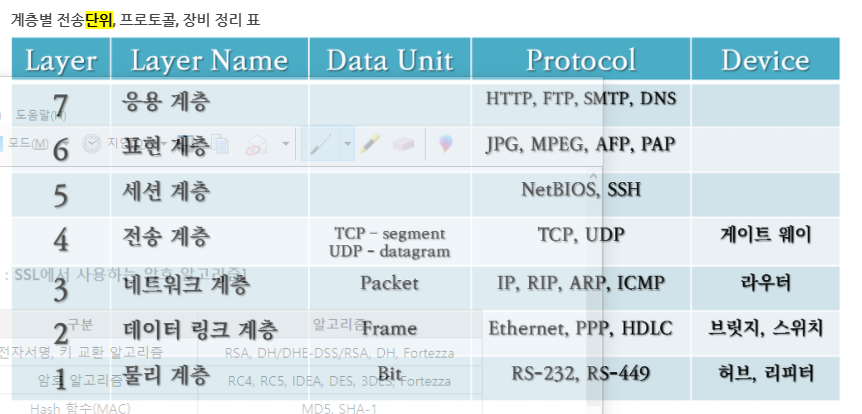 계층별 전송단위, 프로토콜, 장비 정리 표
Layer Layer Name Data Unit Protocol Device
7 응용 계층 HTTP, FTP, SMTP, DNS
도움말(H)
모드(M)
6 표현 계층 JPG, MPEG, AFP, PAP
5 세션 계층 NetBIOS, SSH
4 전송 계층 TCP – segment TCP, UDP 게이트 웨이
UDP - datagram
: SSL에서 사용하는 암호 알고리즘]
3 네트워크 계층 Packet IP, RIP, ARP, ICMP 라우터
구분 알고리즘
2 데이터 링크 계층 Frame Ethernet, PPP, HDLC 브릿지, 스위치
전자서명, 키 교환 알고리즘 RSA, DH/DHE-DSS/RSA, DH, Fortezza
1 물리 계층 Bit RS-232, RS-449 허브, 리피터
암호 알고리즘 RC4, RC5, IDEA, DES, 3DES, Fortezza
Hash 함수(MAC) MD5, SHA-1